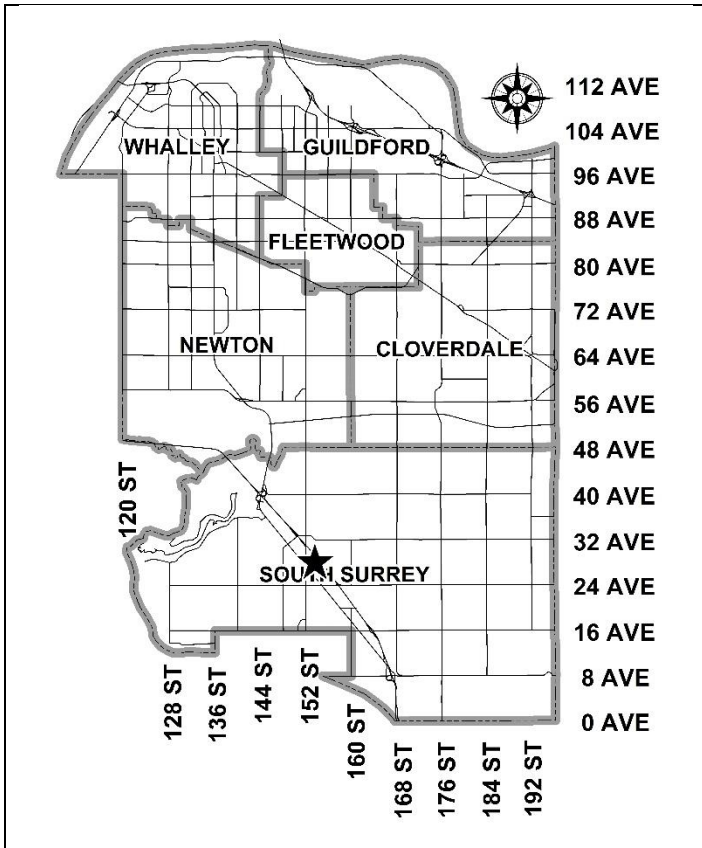 112 AVE
104 AVE
WHALLEY
GUILDFORD
96 AVE
88 AVE
FLEETWOOD
80 AVE
72 AVE
NEWTON
CLOVERDALE
64 AVE
56 AVE
48 AVE
120 ST
40 AVE
32 AVE
SOUTH SURREY
24 AVE
16 AVE
8 AVE
0 AVE
128 ST
136 ST
144 ST
152 ST
160 ST
168 ST
176 ST
184 ST
192 ST